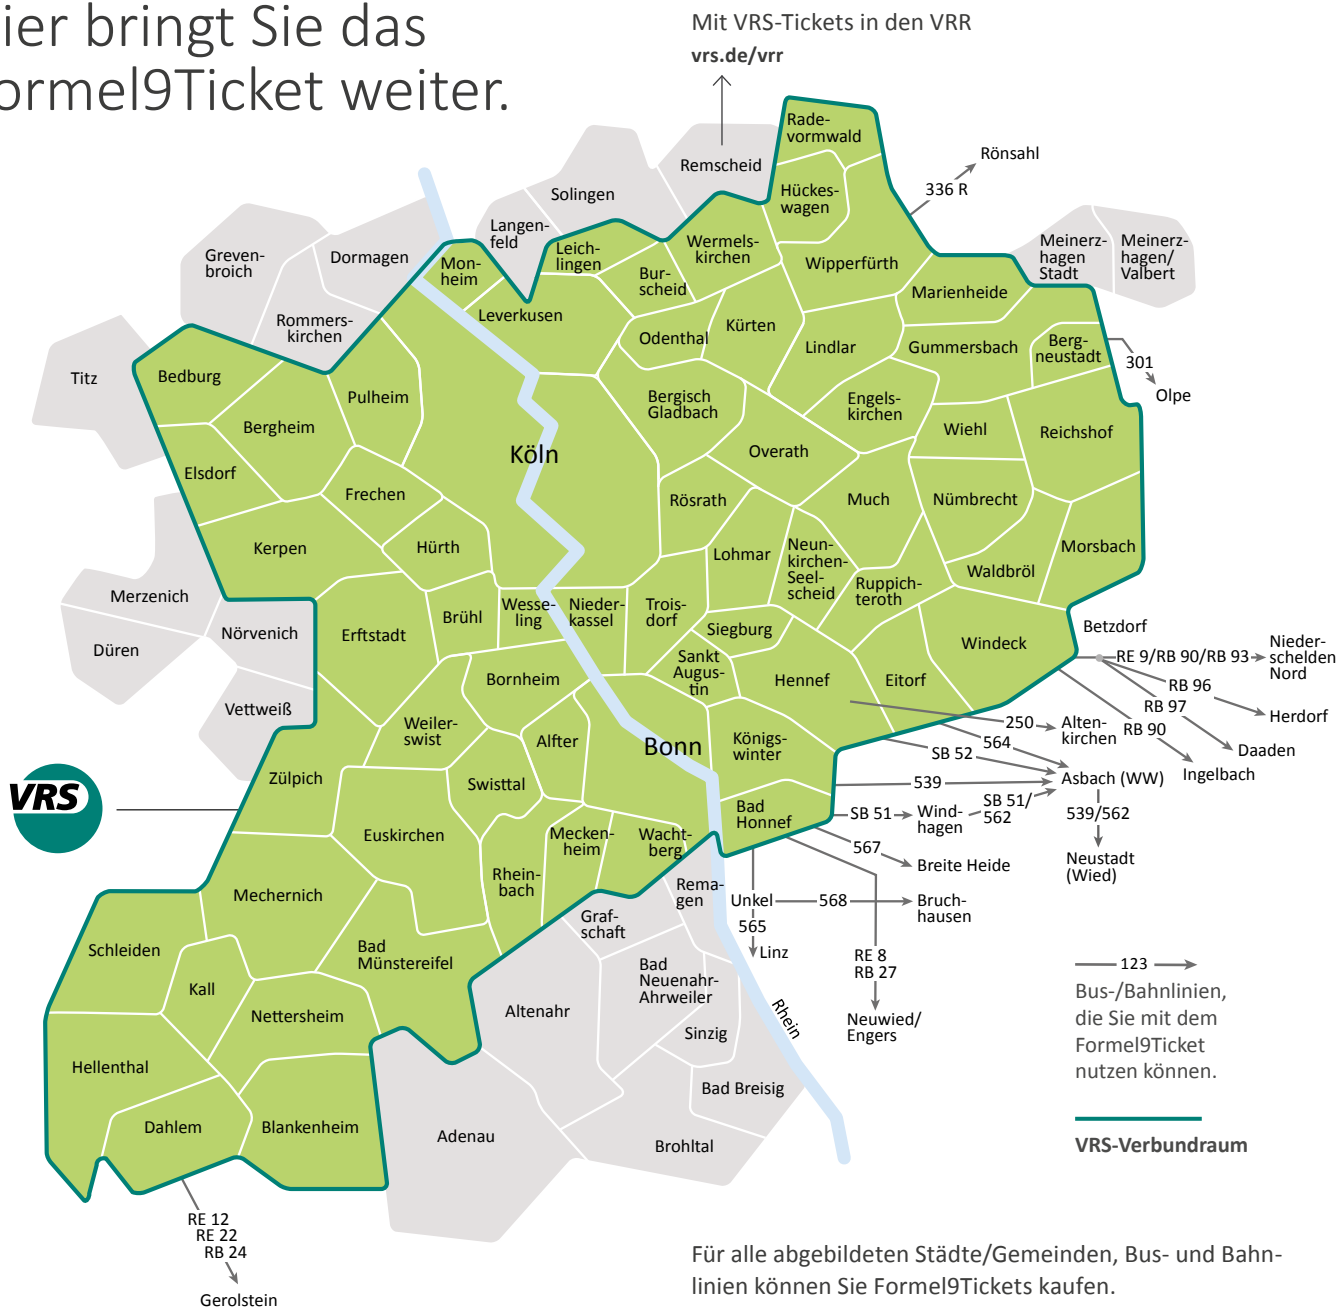 ier bringt Sie das
ormel9Ticket weiter.
Mit VRS-Tickets in den VRR
vrs.de/vrr
Rade-
vormwald
Rönsahl
336 R
Remscheid
Solingen
Hückes-
wagen
Langen-
feld
Leich-
lingen
Wermels-
kirchen
Wipperfürth
Meinerz-
hagen
Stadt
Meinerz-
hagen/
Valbert
Greven-
broich
Dormagen
Mon-
heim
Bur-
scheid
Marienheide
Rommers-
kirchen
Leverkusen
Odenthal
Kürten
Lindlar
Gummersbach
Berg-
neustadt
301
Olpe
Titz
Bedburg
Pulheim
Bergheim
Bergisch
Gladbach
Engels-
kirchen
Wiehl
Reichshof
Köln
Overath
Elsdorf
Frechen
Rösrath
Much
Nümbrecht
Kerpen
Hürth
Lohmar
Neun-
kirchen-
Seel-
scheid
Morsbach
Waldbröl
Ruppich-
teroth
Merzenich
Nörvenich
Düren
Erftstadt
Brühl
Wesse-
ling
Nieder-
kassel
Trois-
dorf
Siegburg
Windeck
Betzdorf
RE 9/RB 90/RB 93
Nieder-
schelden
Nord
Sankt
Augus-
tin
Hennef
Eitorf
RB 96
RB 97
Herdorf
Vettweiß
Bornheim
Weiler-
swist
Alfter
Bonn
Königs-
winter
250
Alten-
kirchen
RB 90
Daaden
564
SB 52
Ingelbach
Zülpich
Swisttal
539
Asbach (WW)
VRS
Euskirchen
Mecken-
heim
Wacht-
berg
Bad
Honnef
SB 51
Wind-
hagen
SB 51/
562
539/562
Neustadt
(Wied)
567
Breite Heide
Rhein-
bach
Mechernich
Rema-
gen
Unkel
568
Bruch-
hausen
Graf-
schaft
565
Linz
Schleiden
Bad
Münstereifel
Kall
Bad
Neuenahr-
Ahrweiler
RE 8
RB 27
Nettersheim
Altenahr
Sinzig
Rhein
Neuwied/
Engers
123
Bus-/Bahnlinien,
die Sie mit dem
Formel9Ticket
nutzen können.
Hellenthal
Bad Breisig
Dahlem
Blankenheim
Adenau
Brohltal
VRS-Verbundraum
RE 12
RE 22
RB 24
Gerolstein
Für alle abgebildeten Städte/Gemeinden, Bus- und Bahn-
linien können Sie Formel9Tickets kaufen.